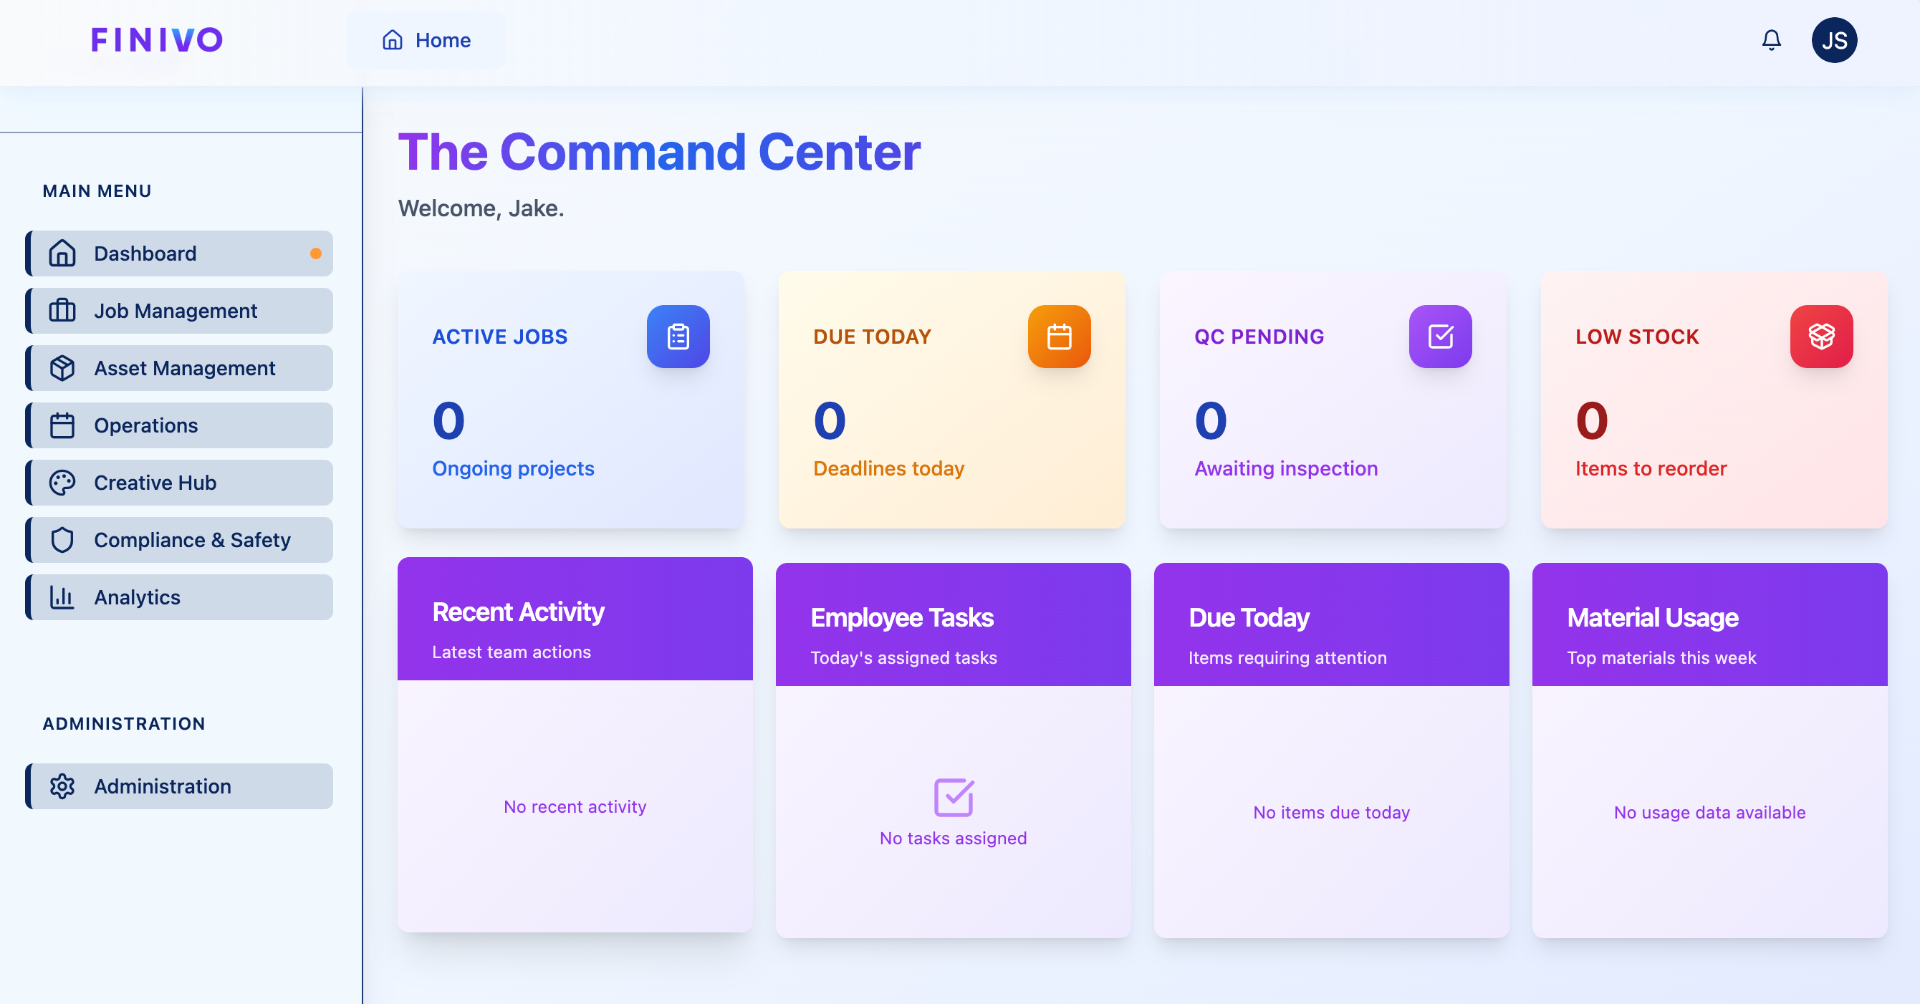 FINIVO
Home
JS
MAIN MENU
Dashboard
Job Management
Asset Management
Operations
Creative Hub
Compliance & Safety
Analytics
ADMINISTRATION
Administration
The Command Center
Welcome, Jake.
ACTIVE JOBS
0
Ongoing projects
DUE TODAY
0
Deadlines today
QC PENDING
0
Awaiting inspection
LOW STOCK
0
Items to reorder
Recent Activity
Latest team actions
No recent activity
Employee Tasks
Today's assigned tasks
No tasks assigned
Due Today
Items requiring attention
No items due today
Material Usage
Top materials this week
No usage data available